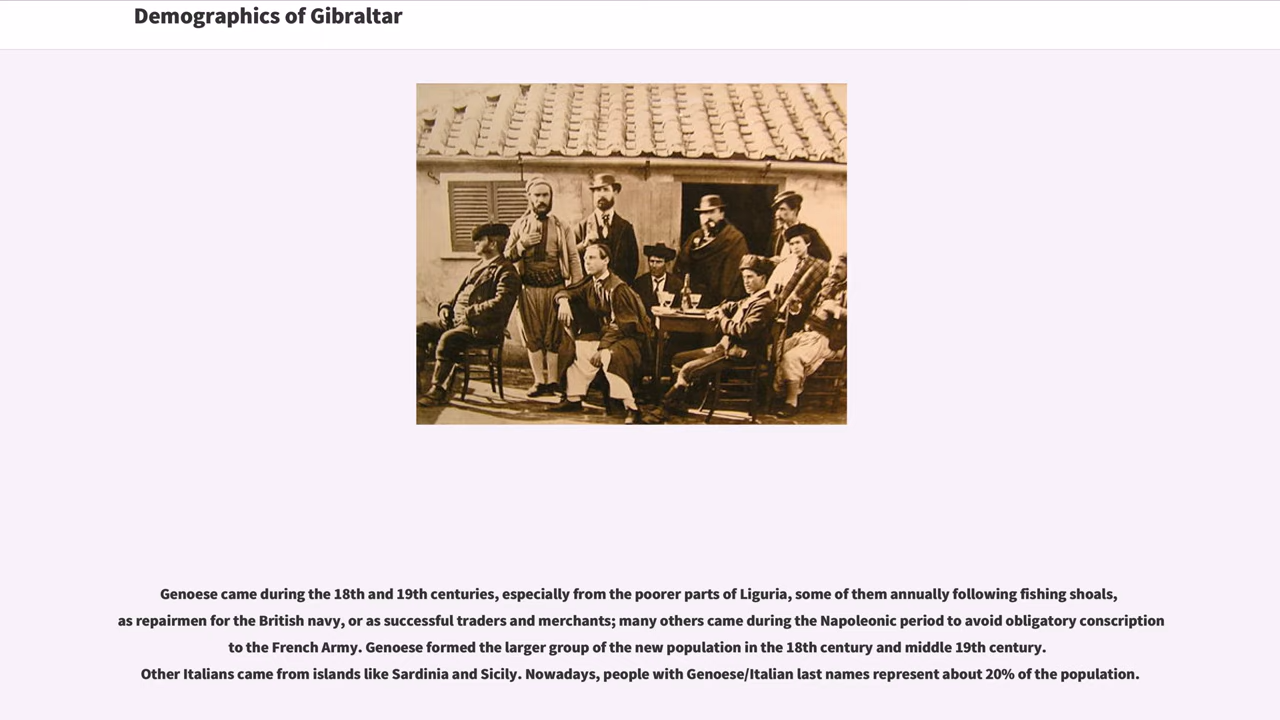 Demographics of Gibraltar
Genoese came during the 18th and 19th centuries, especially from the poorer parts of Liguria, some of them annually following fishing shoals,
as repairmen for the British navy, or as successful traders and merchants; many others came during the Napoleonic period to avoid obligatory conscription
to the French Army. Genoese formed the larger group of the new population in the 18th century and middle 19th century.
Other Italians came from islands like Sardinia and Sicily. Nowadays, people with Genoese/Italian last names represent about 20% of the population.